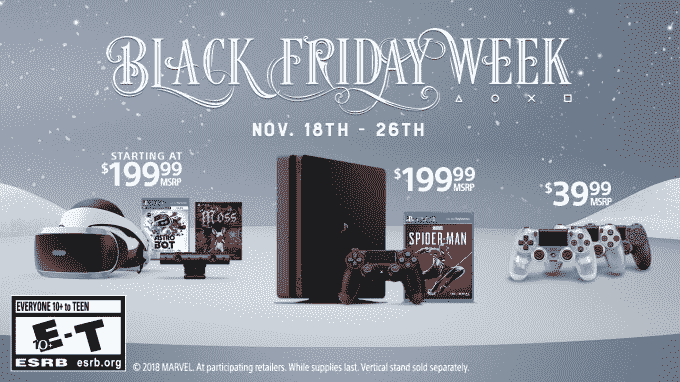 BLACK FRIDAY WEEK
NOV. 18TH - 26TH
STARTING AT
$199.99 MSRP
$199.99 MSRP
$39.99 MSRP
ASTRO BOT
Moss
MARVEL
SPIDER-MAN
EVERYONE 10+ to TEEN
E 10+ - T
ESRB esrb.org
© 2018 MARVEL. At participating retailers. While supplies last. Vertical stand sold separately.